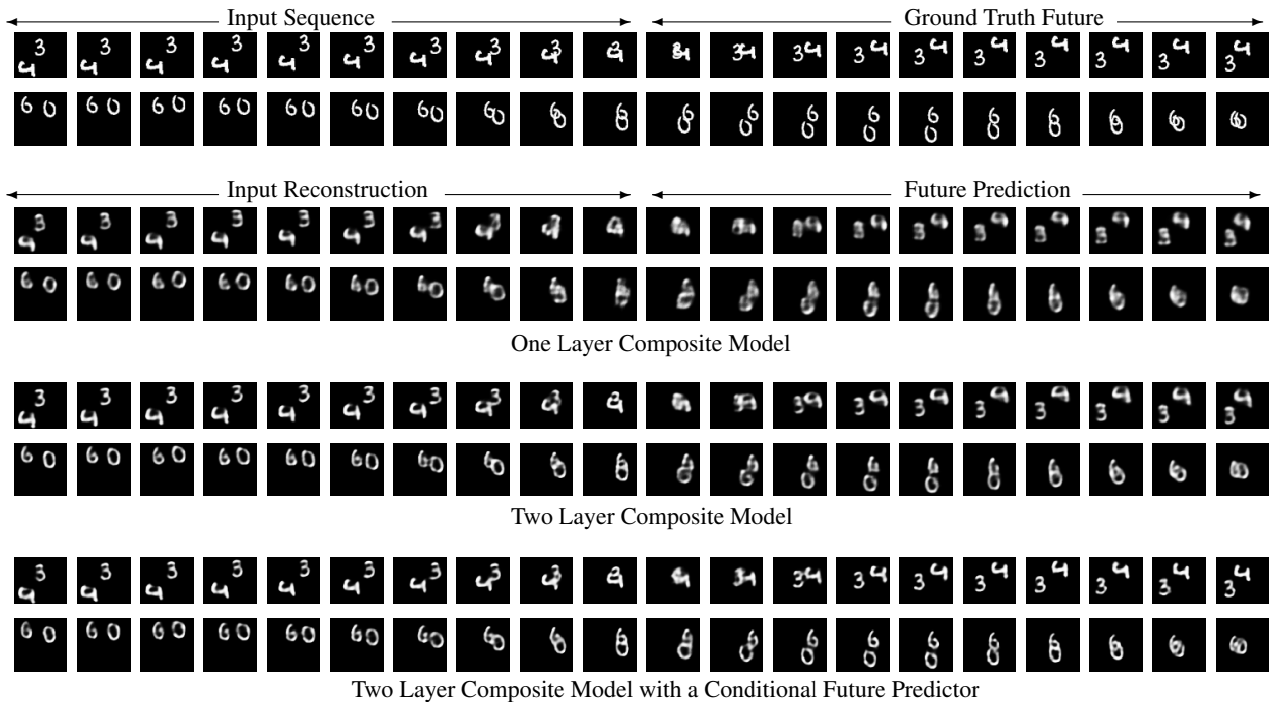 Input Sequence Ground Truth Future
Input Reconstruction Future Prediction
One Layer Composite Model
Two Layer Composite Model
Two Layer Composite Model with a Conditional Future Predictor